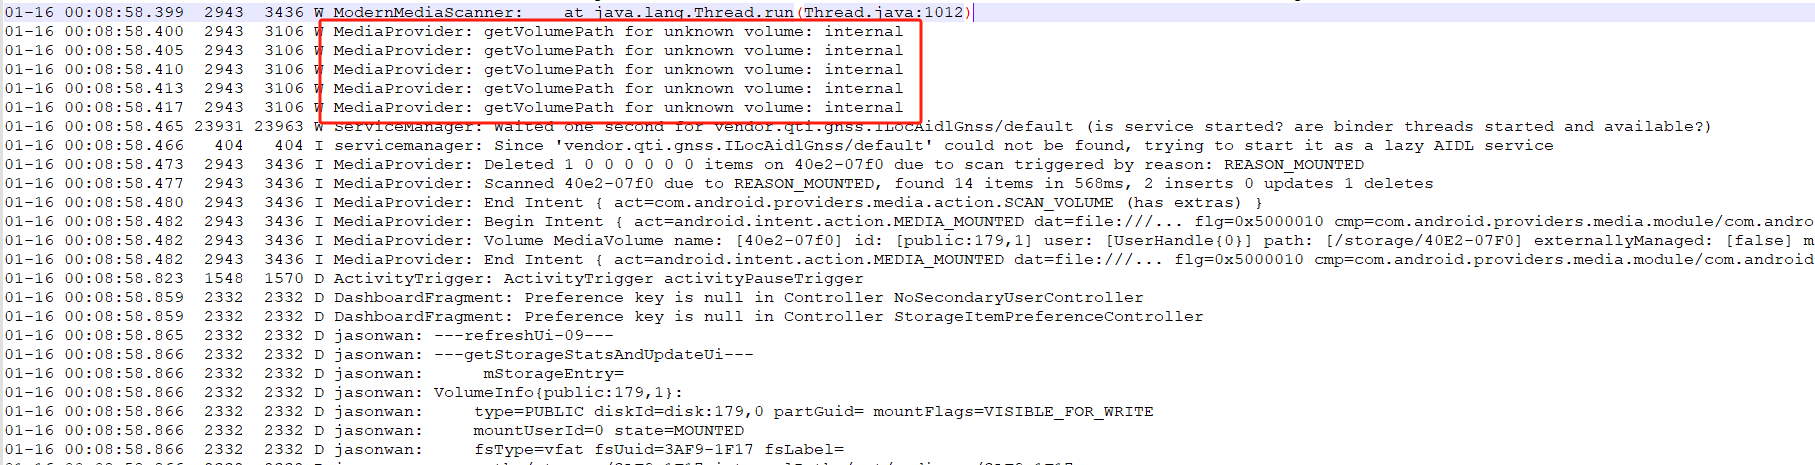 01-16 00:08:58.399  2943  3436 W ModernMediaScanner:    at java.lang.Thread.run(Thread.java:1012)
01-16 00:08:58.400  2943  3106 W MediaProvider: getVolumePath for unknown volume: internal
01-16 00:08:58.405  2943  3106 W MediaProvider: getVolumePath for unknown volume: internal
01-16 00:08:58.410  2943  3106 W MediaProvider: getVolumePath for unknown volume: internal
01-16 00:08:58.413  2943  3106 W MediaProvider: getVolumePath for unknown volume: internal
01-16 00:08:58.417  2943  3106 W MediaProvider: getVolumePath for unknown volume: internal
01-16 00:08:58.465 23931 23963 W ServiceManager: Waited one second for vendor.qti.gnss.ILocAidlGnss/default (is service started? are binder threads started and available?)
01-16 00:08:58.466   404   404 I servicemanager: Since 'vendor.qti.gnss.ILocAidlGnss/default' could not be found, trying to start it as a lazy AIDL service
01-16 00:08:58.473  2943  3436 I MediaProvider: Deleted 1 0 0 0 0 0 0 items on 40e2-07f0 due to scan triggered by reason: REASON_MOUNTED
01-16 00:08:58.477  2943  3436 I MediaProvider: Scanned 40e2-07f0 due to REASON_MOUNTED, found 14 items in 568ms, 2 inserts 0 updates 1 deletes
01-16 00:08:58.480  2943  3436 I MediaProvider: End Intent { act=com.android.providers.media.action.SCAN_VOLUME (has extras) }
01-16 00:08:58.482  2943  3436 I MediaProvider: Begin Intent { act=android.intent.action.MEDIA_MOUNTED dat=file:///... flg=0x5000010 cmp=com.android.providers.media.module/com.andro
01-16 00:08:58.482  2943  3436 I MediaProvider: Volume MediaVolume name: [40e2-07f0] id: [public:179,1] user: [UserHandle{0}] path: [/storage/40E2-07F0] externallyManaged: [false] m
01-16 00:08:58.482  2943  3436 I MediaProvider: End Intent { act=android.intent.action.MEDIA_MOUNTED dat=file:///... flg=0x5000010 cmp=com.android.providers.media.module/com.android
01-16 00:08:58.823  1548  1570 D ActivityTrigger: ActivityTrigger activityPauseTrigger
01-16 00:08:58.859  2332  2332 D DashboardFragment: Preference key is null in Controller NoSecondaryUserController
01-16 00:08:58.859  2332  2332 D DashboardFragment: Preference key is null in Controller StorageItemPreferenceController
01-16 00:08:58.865  2332  2332 D jasonwan: ---refreshUi-09---
01-16 00:08:58.866  2332  2332 D jasonwan: ---getStorageStatsAndUpdateUi---
01-16 00:08:58.866  2332  2332 D jasonwan:      mStorageEntry=
01-16 00:08:58.866  2332  2332 D jasonwan: VolumeInfo{public:179,1}:
01-16 00:08:58.866  2332  2332 D jasonwan:     type=PUBLIC diskId=disk:179,0 partGuid= mountFlags=VISIBLE_FOR_WRITE
01-16 00:08:58.866  2332  2332 D jasonwan:     mountUserId=0 state=MOUNTED
01-16 00:08:58.866  2332  2332 D jasonwan:     fsType=vfat fsUuid=3AF9-1F17 fsLabel=